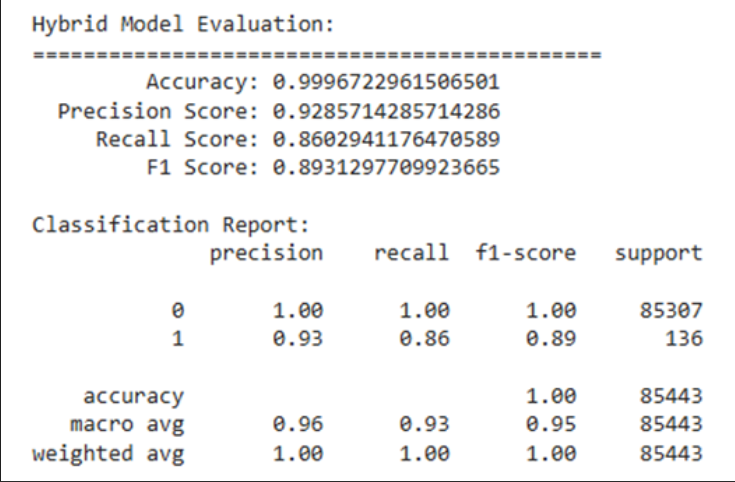 Hybrid Model Evaluation:
=============================================
Accuracy: 0.9996722961506501
Precision Score: 0.9285714285714286
Recall Score: 0.8602941176470589
F1 Score: 0.8931297709923665
Classification Report:
precision recall f1-score support
0 1.00 1.00 1.00 85307
1 0.93 0.86 0.89 136
accuracy 1.00 85443
macro avg 0.96 0.93 0.95 85443
weighted avg 1.00 1.00 1.00 85443